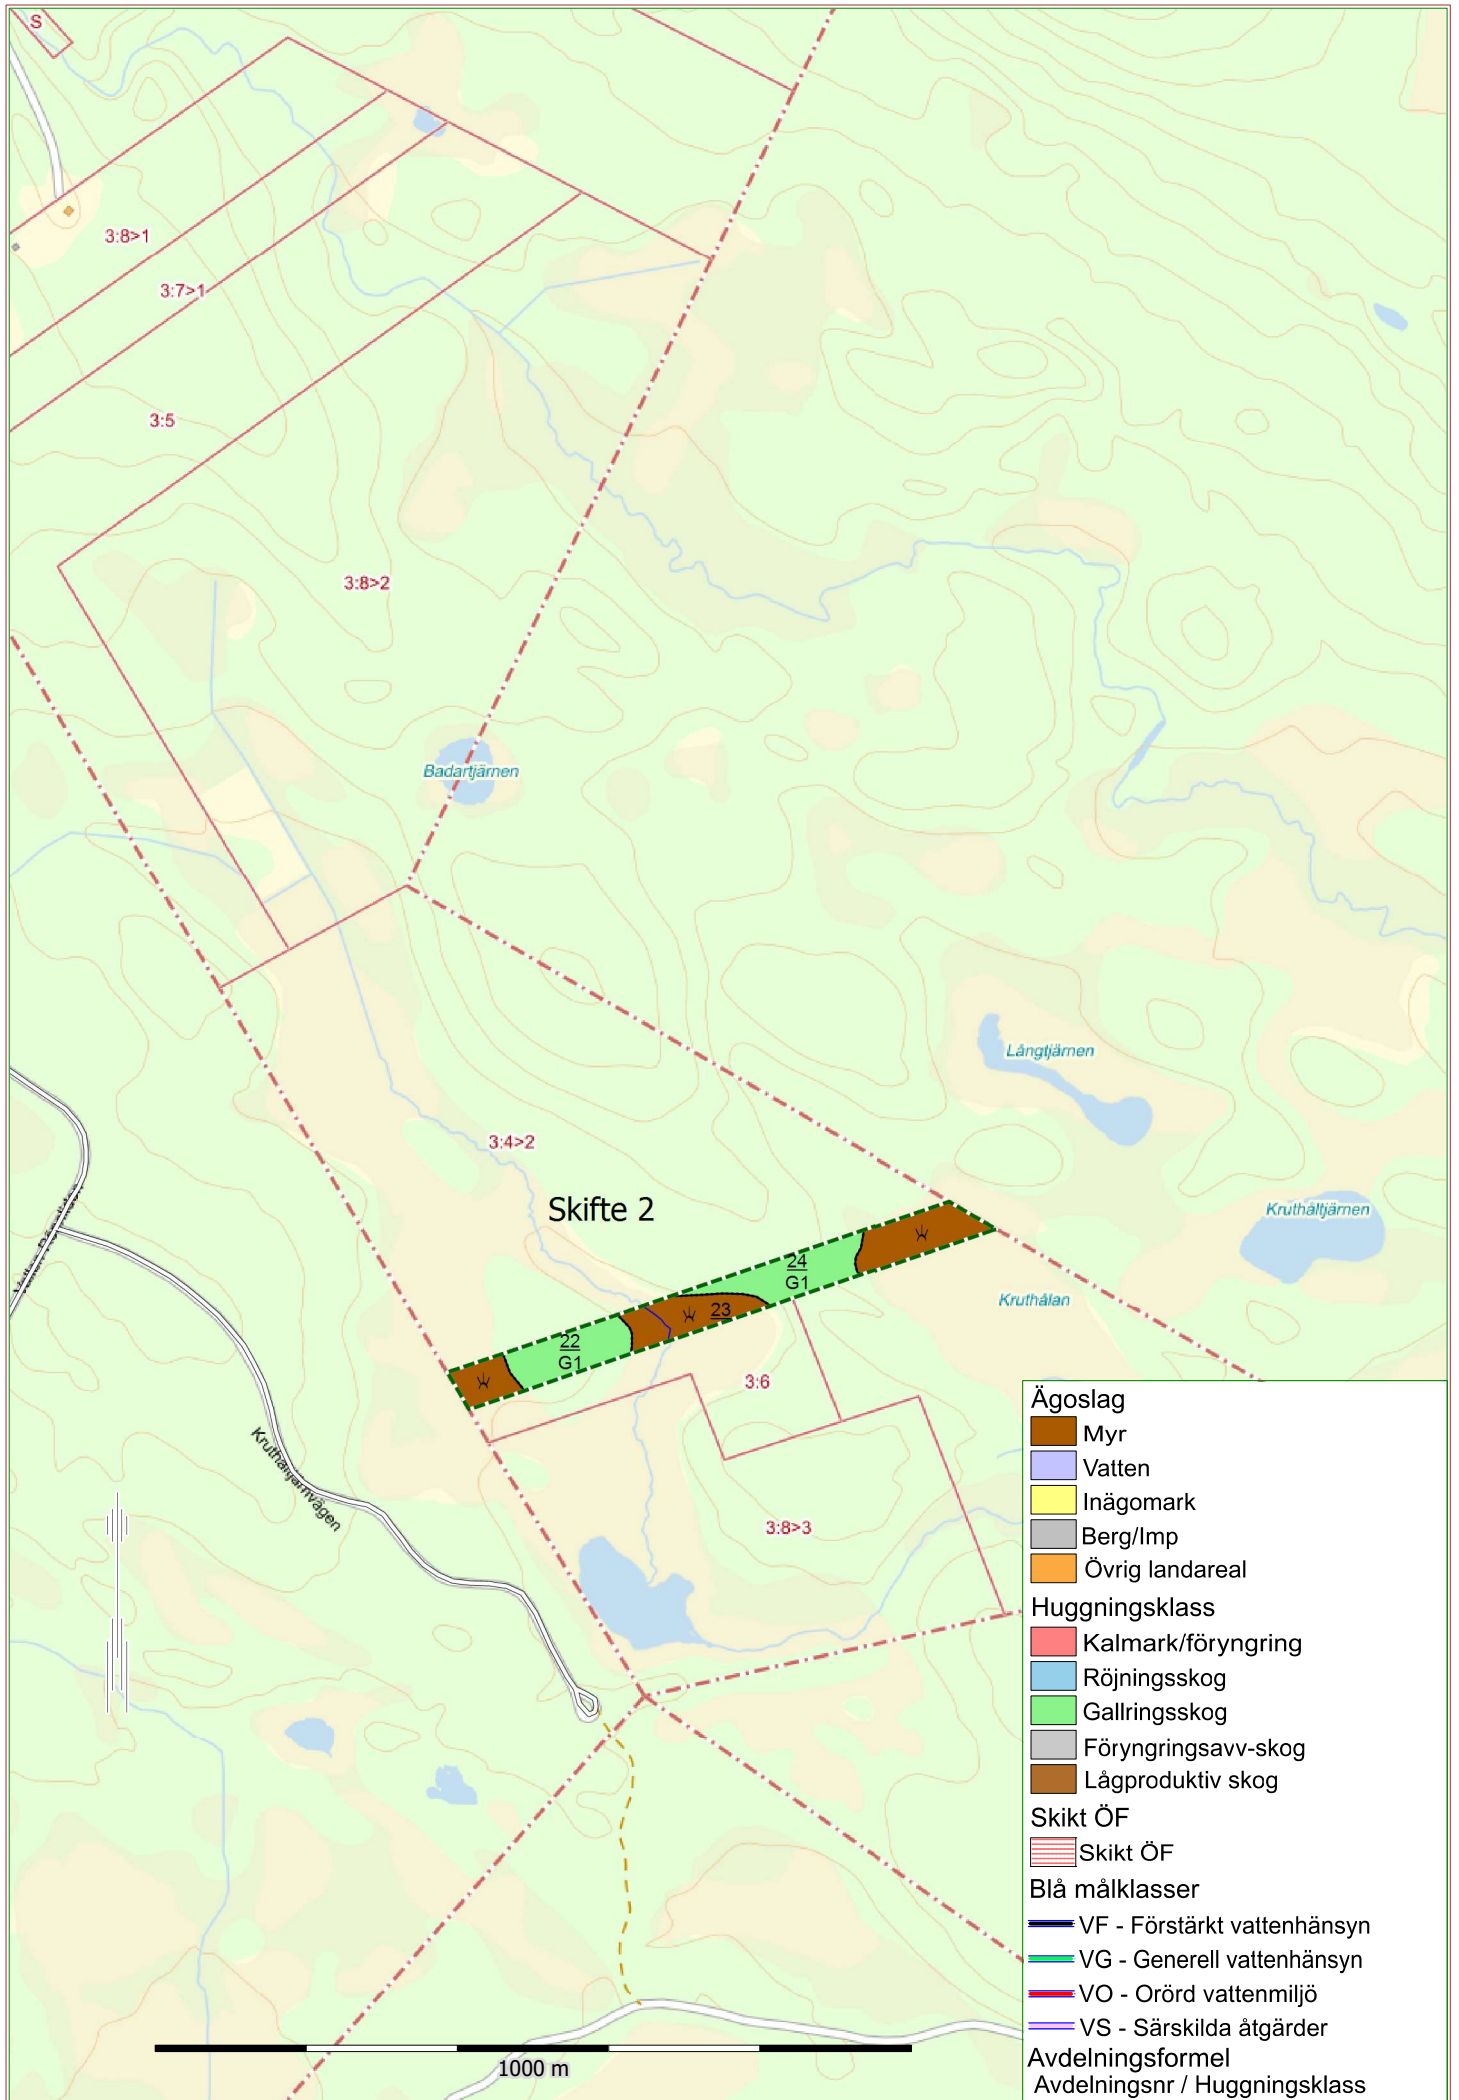 S
3:8>1
3:7>1
3:5
3:8>2
Badartjärnen
Långtjärnen
3:4>2
Skifte 2
Kruthåltjärnen
24
G1
Kruthålan
23
22
G1
3:6
3:8>3
1000 m
Ägoslag
Myr
Vatten
Inägomark
Berg/Imp
Övrig landareal
Huggningsklass
Kalmark/föryngring
Röjningsskog
Gallringsskog
Föryngringsavv-skog
Lågproduktiv skog
Skikt ÖF
Skikt ÖF
Blå målklasser
VF - Förstärkt vattenhänsyn
VG - Generell vattenhänsyn
VO - Orörd vattenmiljö
VS - Särskilda åtgärder
Avdelningsformel
Avdelningsnr / Huggningsklass